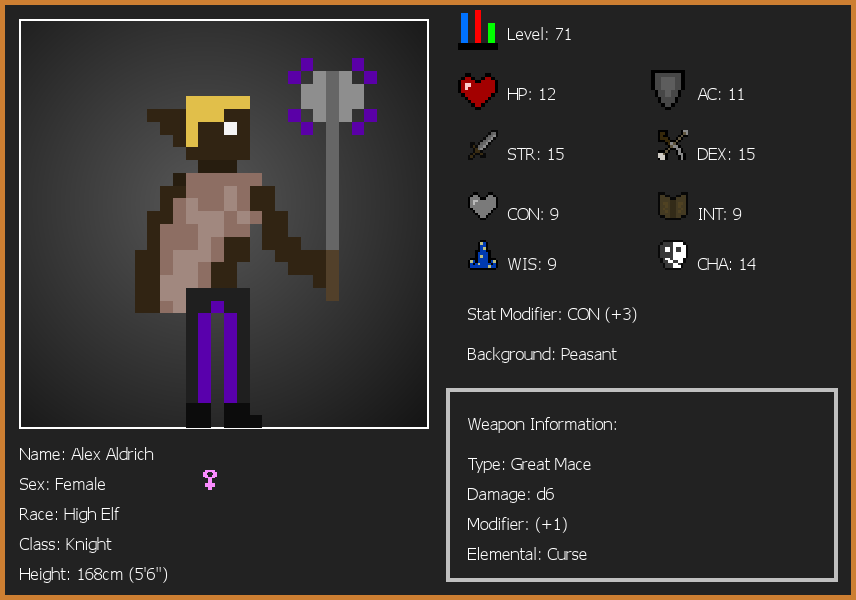 Level: 71
HP: 12
AC: 11
STR: 15
DEX: 15
CON: 9
INT: 9
WIS: 9
CHA: 14
Stat Modifier: CON (+3)
Background: Peasant
Weapon Information:
Type: Great Mace
Damage: d6
Modifier: (+1)
Elemental: Curse
Name: Alex Aldrich
Sex: Female
Race: High Elf
Class: Knight
Height: 168cm (5'6")